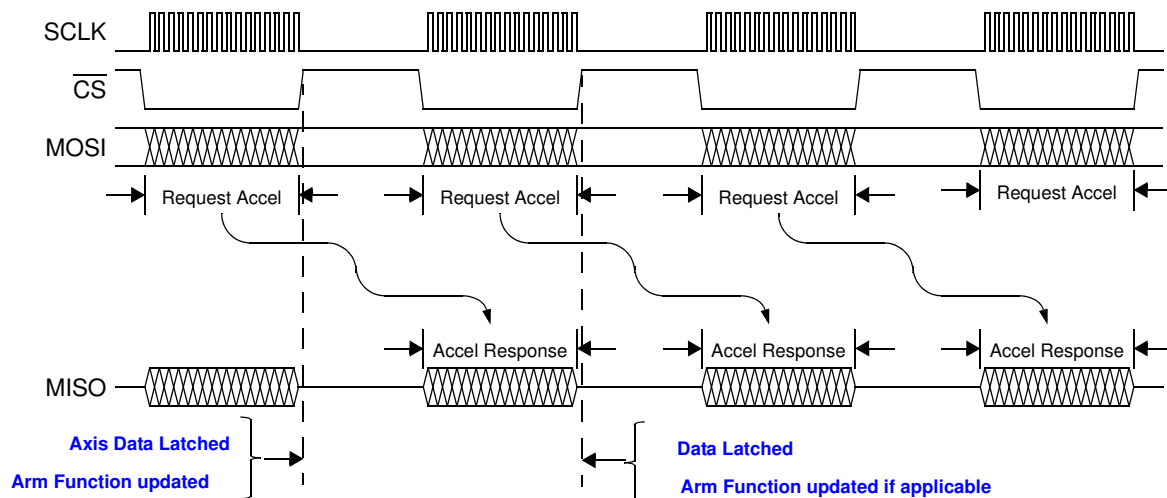 SCLK
CS
MOSI
Request Accel
Request Accel
Request Accel
Request Accel
Accel Response
Accel Response
Accel Response
MISO
Axis Data Latched
Arm Function updated
Data Latched
Arm Function updated if applicable